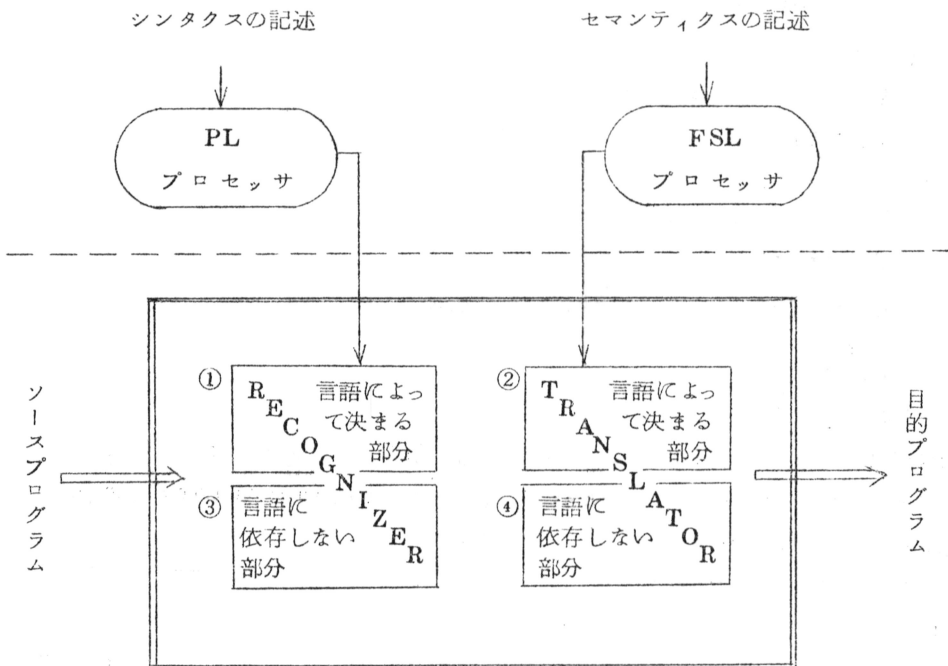 シンタクスの記述
セマンティクスの記述
PL
プロセッサ
FSL
プロセッサ
ソースプログラム
①
RECOGNIZER
言語によっ
て決まる
部分
②
TRANSLATOR
言語によっ
て決まる
部分
③
言語に
依存しない
部分
④
言語に
依存しない
部分
目的プログラム